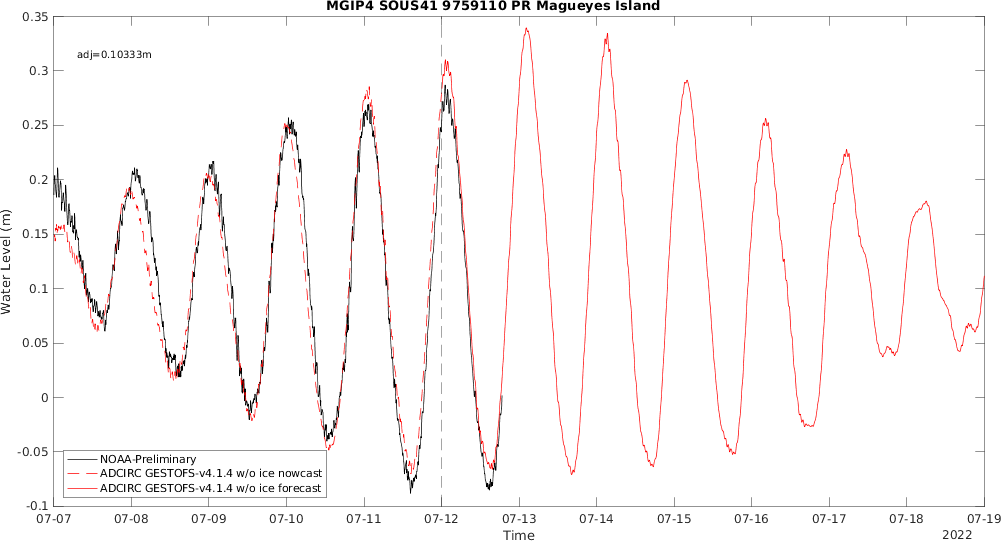 MGIP4 SOUS41 9759110 PR Magueyes Island
0.35
adj=0.10333m
0.3
0.25
0.2
0.15
Water Level (m)
0.1
0.05
0
-0.05
-0.1
NOAA-Preliminary
ADCIRC GESTOFS-v4.1.4 w/o ice nowcast
ADCIRC GESTOFS-v4.1.4 w/o ice forecast
07-07 07-08 07-09 07-10 07-11 07-12 07-13 07-14 07-15 07-16 07-17 07-18 07-19
Time
2022